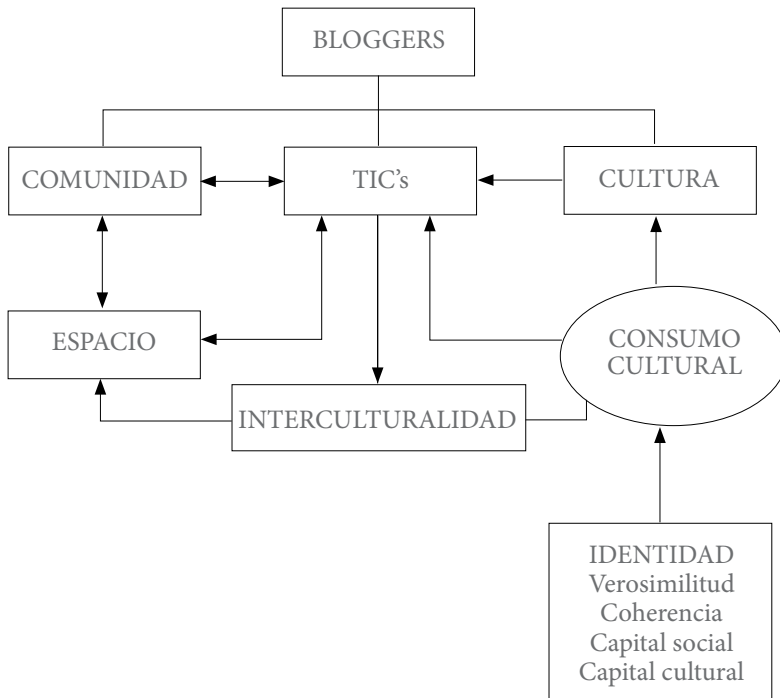 BLOGGERS
COMUNIDAD
TIC's
CULTURA
ESPACIO
CONSUMO
CULTURAL
INTERCULTURALIDAD
IDENTIDAD
Verosimilitud
Coherencia
Capital social
Capital cultural